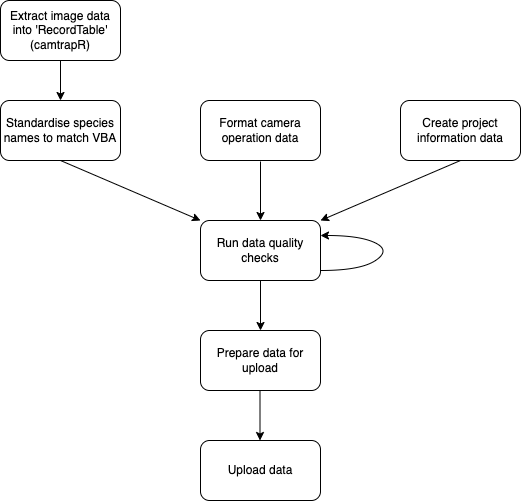 Extract image data
into 'RecordTable'
(camtrapR)
Standardise species
names to match VBA
Format camera
operation data
Create project
information data
Run data quality
checks
Prepare data for
upload
Upload data